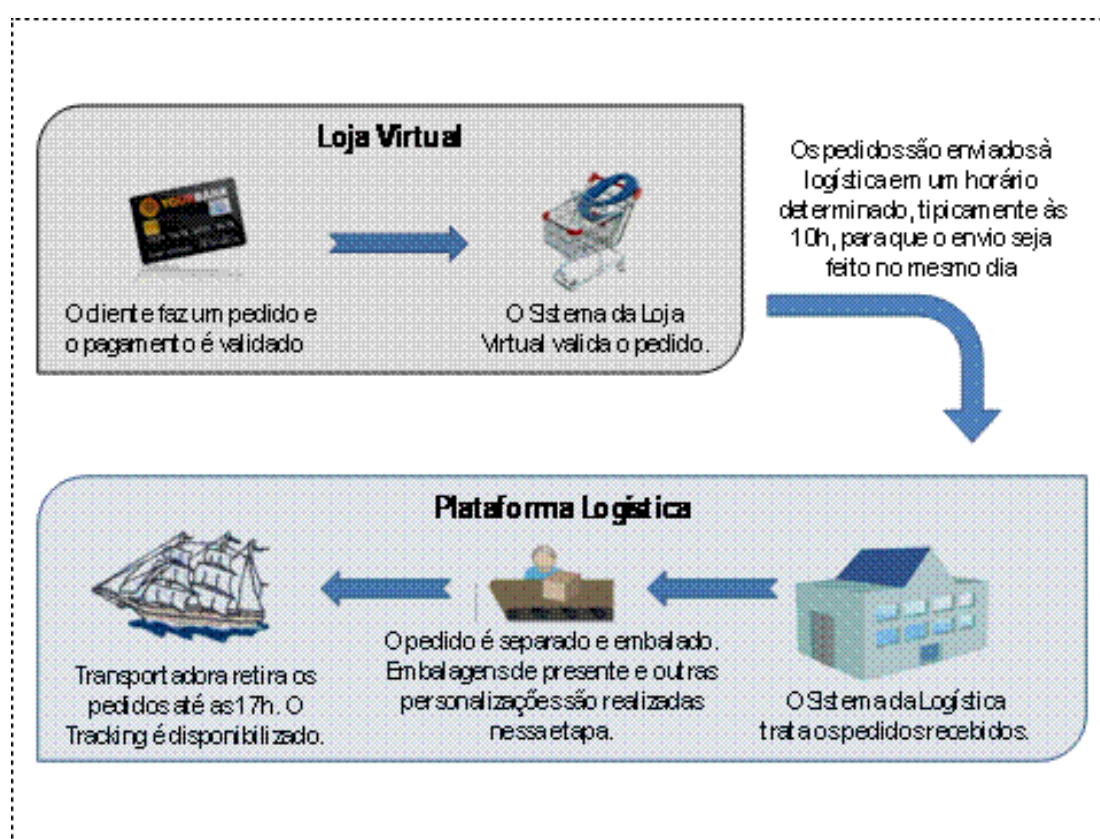 Loja Virtual
YOUR BANK
O cliente faz um pedido e
o pagamento é validado
O Sistema da Loja
Virtual valida o pedido.
Os pedidos são enviados à
logística em um horário
determinado, tipicamente às
10h, para que o envio seja
feito no mesmo dia
Plataforma Logística
Transportadora retira os
pedidos até as 17h. O
Tracking é disponibilizado.
O pedido é separado e embalado.
Embalagens de presente e outras
personalizações são realizadas
nessa etapa.
O Sistema da Logística
trata os pedidos recebidos.